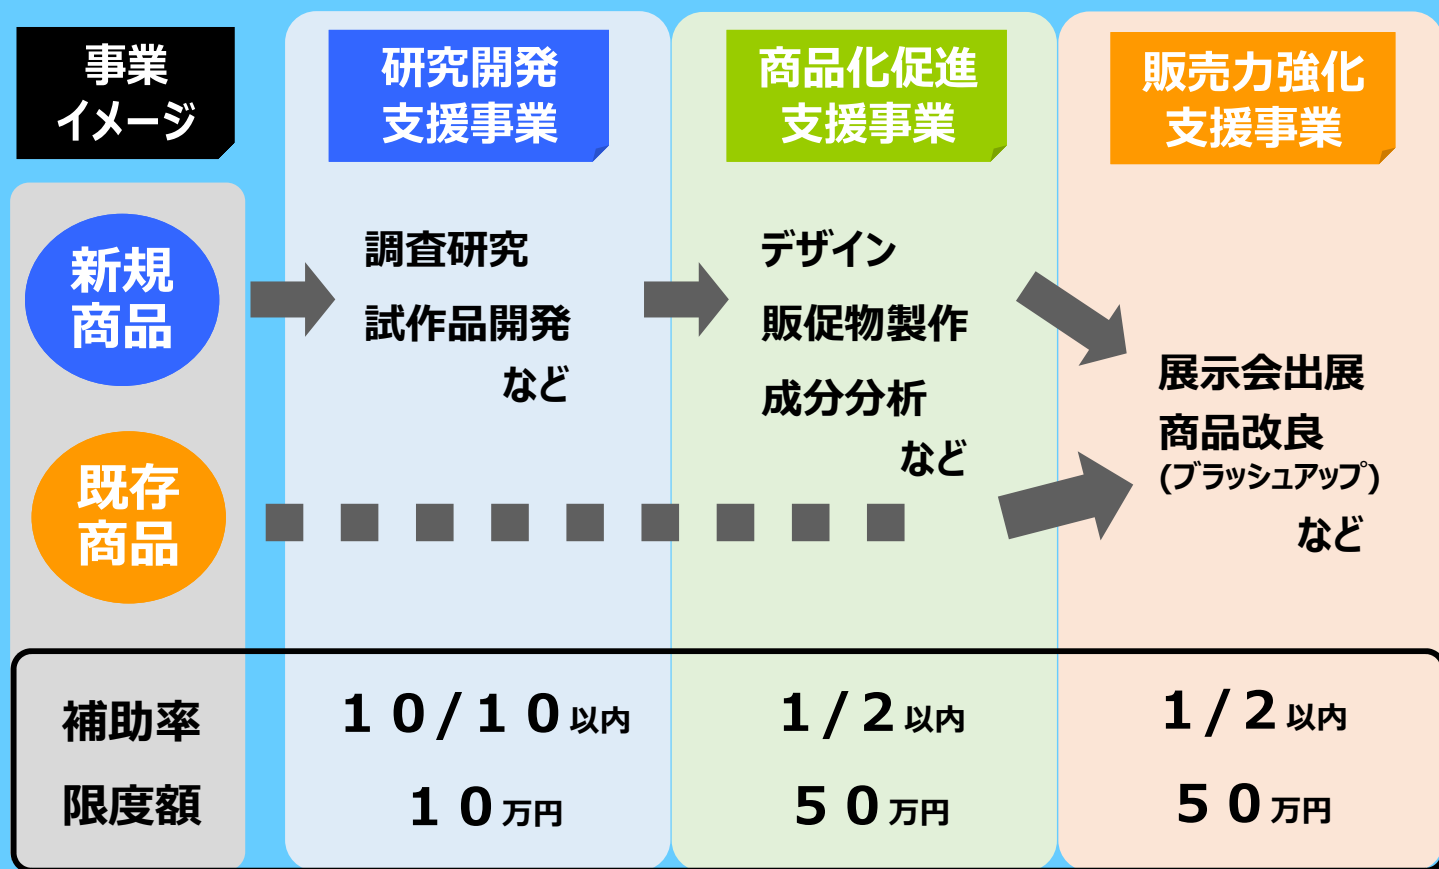 事業
イメージ
研究開発
支援事業
商品化促進
支援事業
販売力強化
支援事業
新規
商品
調査研究
試作品開発
など
デザイン
販促物製作
成分分析
など
展示会出展
商品改良
(ブラッシュアップ)
など
既存
商品
補助率
１０/１０以内
１/２以内
１/２以内
限度額
１０万円
５０万円
５０万円